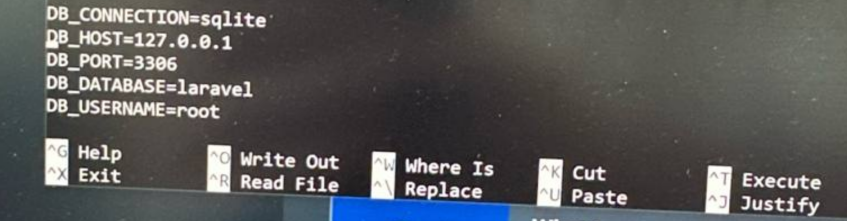 DB_CONNECTION=sqlite
DB_HOST=127.0.0.1
DB_PORT=3306
DB_DATABASE=laravel
DB_USERNAME=root
^G Help ^O Write Out ^W Where Is ^K Cut ^T Execute
^X Exit ^R Read File ^\ Replace ^U Paste ^J Justify